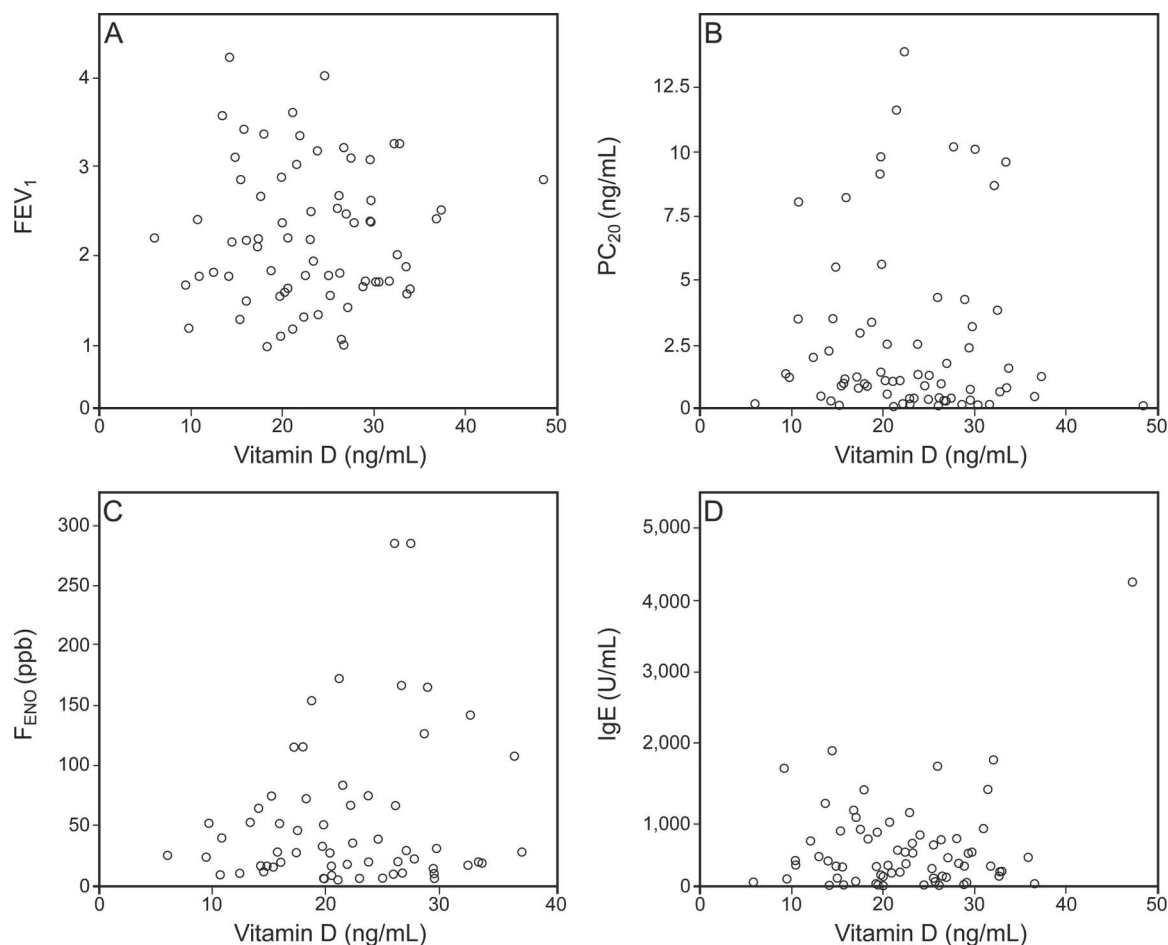 A
FEV1
4
3
2
1
0
0 10 20 30 40 50
Vitamin D (ng/mL)
B
PC20 (ng/mL)
12.5
10
7.5
5
2.5
0
0 10 20 30 40 50
Vitamin D (ng/mL)
C
FENO (ppb)
300
250
200
150
100
50
0
0 10 20 30 40
Vitamin D (ng/mL)
D
IgE (U/mL)
5,000
4,000
3,000
2,000
1,000
0
0 10 20 30 40 50
Vitamin D (ng/mL)